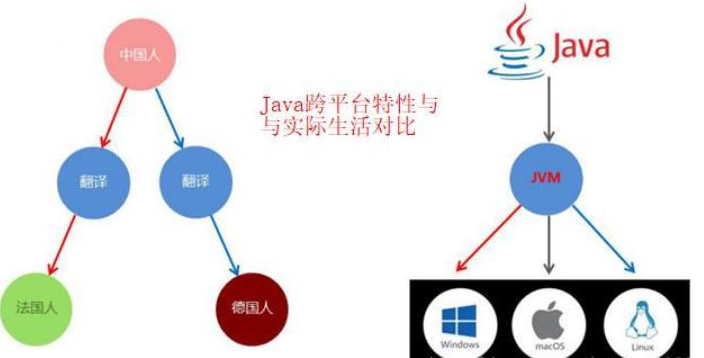 中国人
Java
Java跨平台特性与
与实际生活对比
翻译
翻译
JVM
法国人
德国人
Windows
macOS
Linux